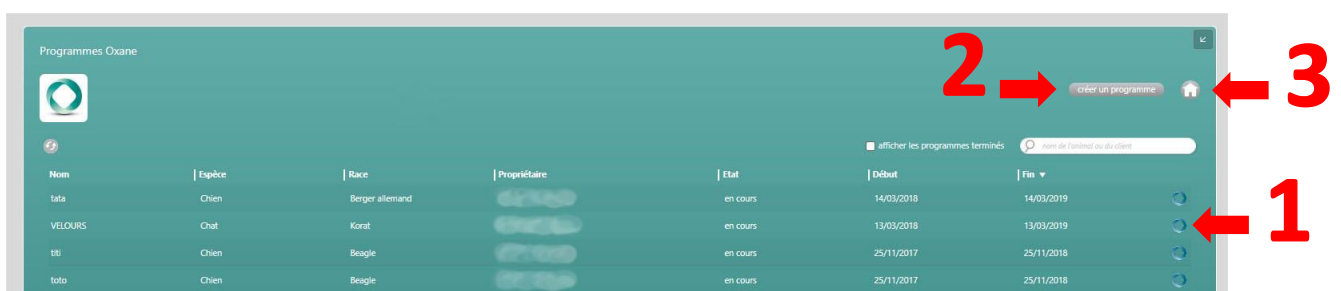 Programmes Oxane
2
créer un programme
3
afficher les programmes terminés
nom de l'animal ou du client
Nom Espèce Race Propriétaire Etat Début Fin
tata Chien Berger allemand en cours 14/03/2018 14/03/2019
VELOURS Chat Korat en cours 13/03/2018 13/03/2019
1
titi Chien Beagle en cours 25/11/2017 25/11/2018
toto Chien Beagle en cours 25/11/2017 25/11/2018